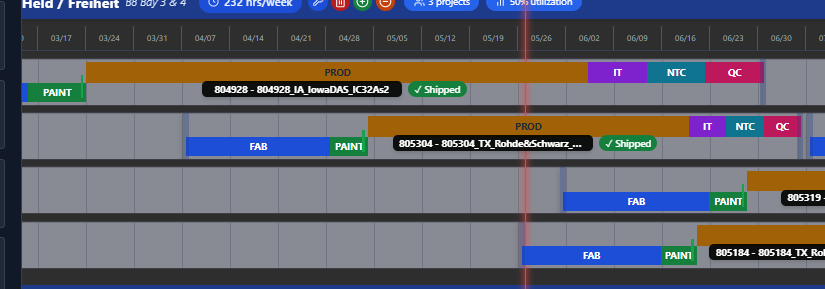 Held / Freiheit B8 Bay 3 & 4 232 hrs/week 3 projects 50% utilization
03/17 03/24 03/31 04/07 04/14 04/21 04/28 05/05 05/12 05/19 05/26 06/02 06/09 06/16 06/23 06/30
PROD IT NTC QC
PAINT 804928 - 804928_IA_IowaDAS_IC32As2 ✓ Shipped
PROD IT NTC QC
FAB PAINT 805304 - 805304_TX_Rohde&Schwarz_... ✓ Shipped
FAB PAINT 805319 -
FAB PAINT 805184 - 805184_TX_Rol